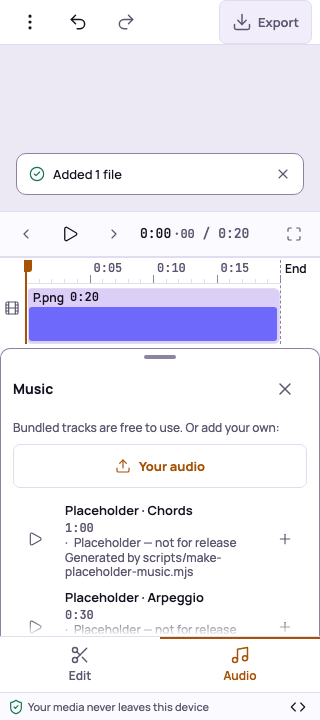 Export
Added 1 file
0:00·00 / 0:20
0:05 0:10 0:15 End
P.png 0:20
Music
Bundled tracks are free to use. Or add your own:
Your audio
Placeholder · Chords
1:00
· Placeholder — not for release
Generated by scripts/make-
placeholder-music.mjs
Placeholder · Arpeggio
0:30
· Placeholder — not for release
Edit Audio
Your media never leaves this device